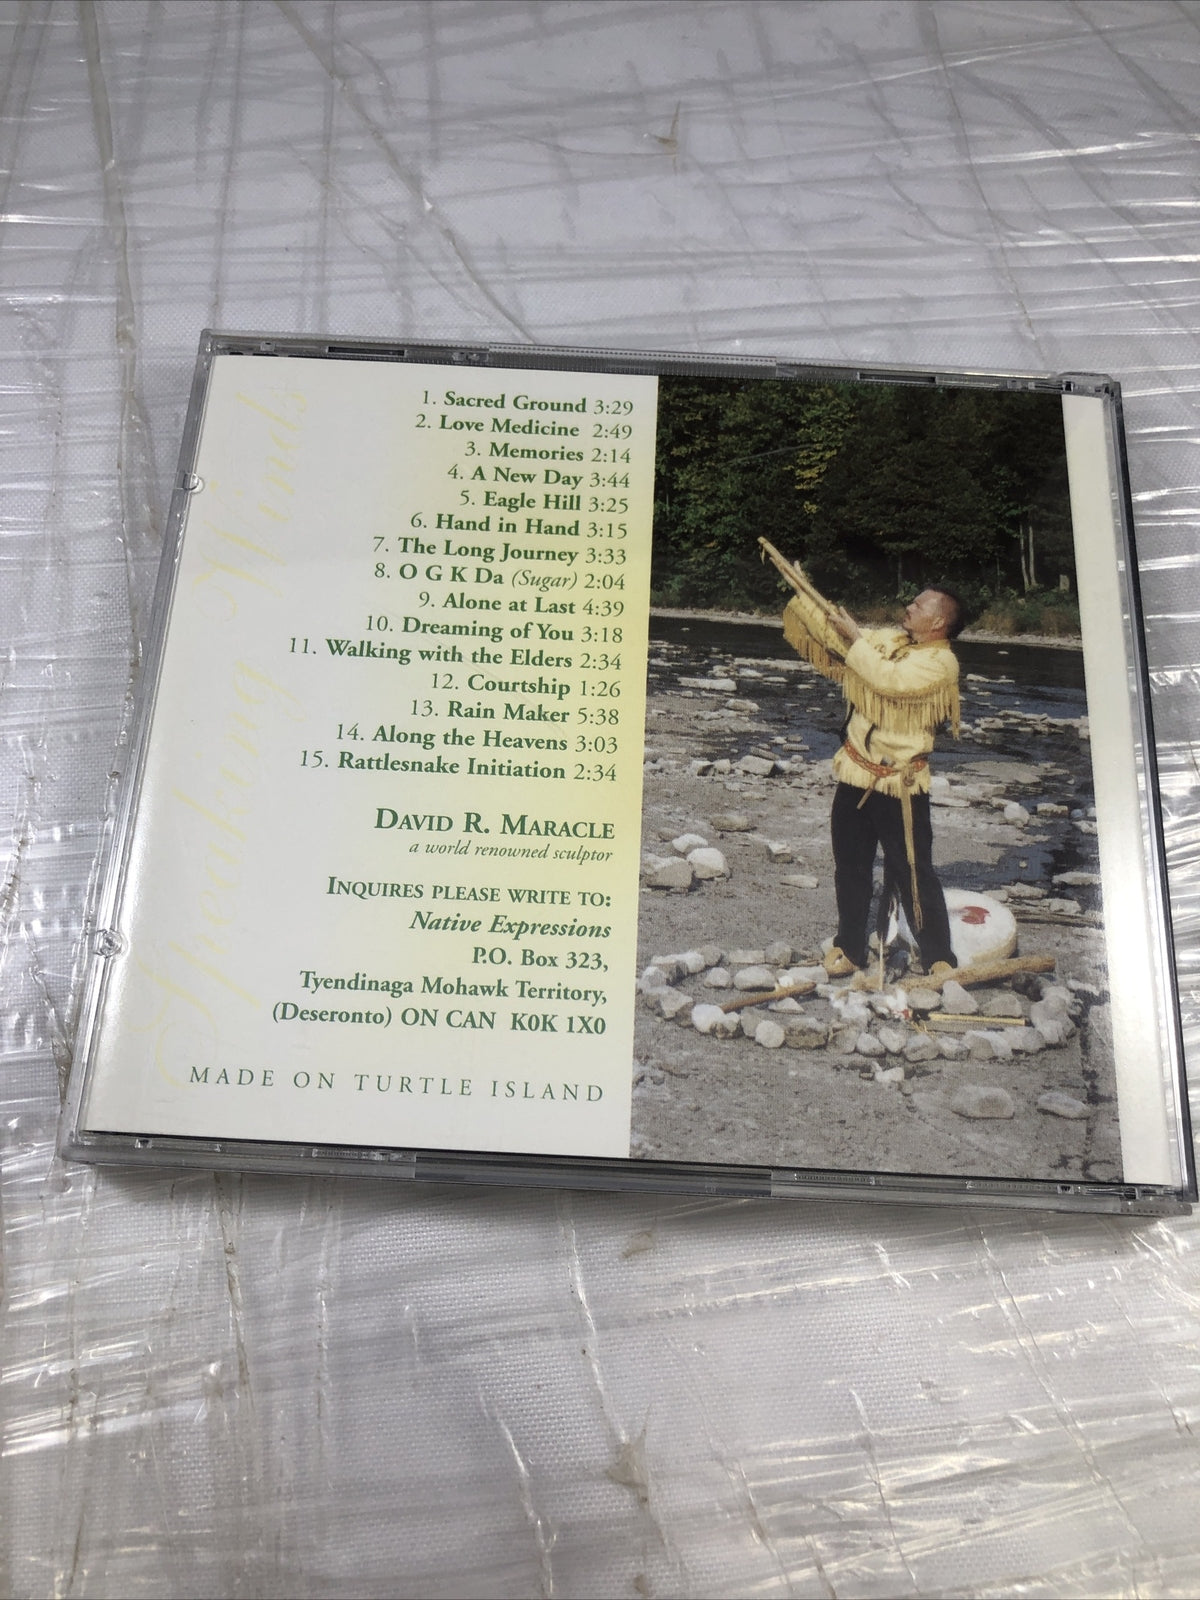 Speaking Winds
1. Sacred Ground 3:29
2. Love Medicine 2:49
3. Memories 2:14
4. A New Day 3:44
5. Eagle Hill 3:25
6. Hand in Hand 3:15
7. The Long Journey 3:33
8. O G K Da (Sugar) 2:04
9. Alone at Last 4:39
10. Dreaming of You 3:18
11. Walking with the Elders 2:34
12. Courtship 1:26
13. Rain Maker 5:38
14. Along the Heavens 3:03
15. Rattlesnake Initiation 2:34
DAVID R. MARACLE
a world renowned sculptor
INQUIRES PLEASE WRITE TO:
Native Expressions
P.O. Box 323,
Tyendinaga Mohawk Territory,
(Deseronto) ON CAN K0K 1X0
MADE ON TURTLE ISLAND